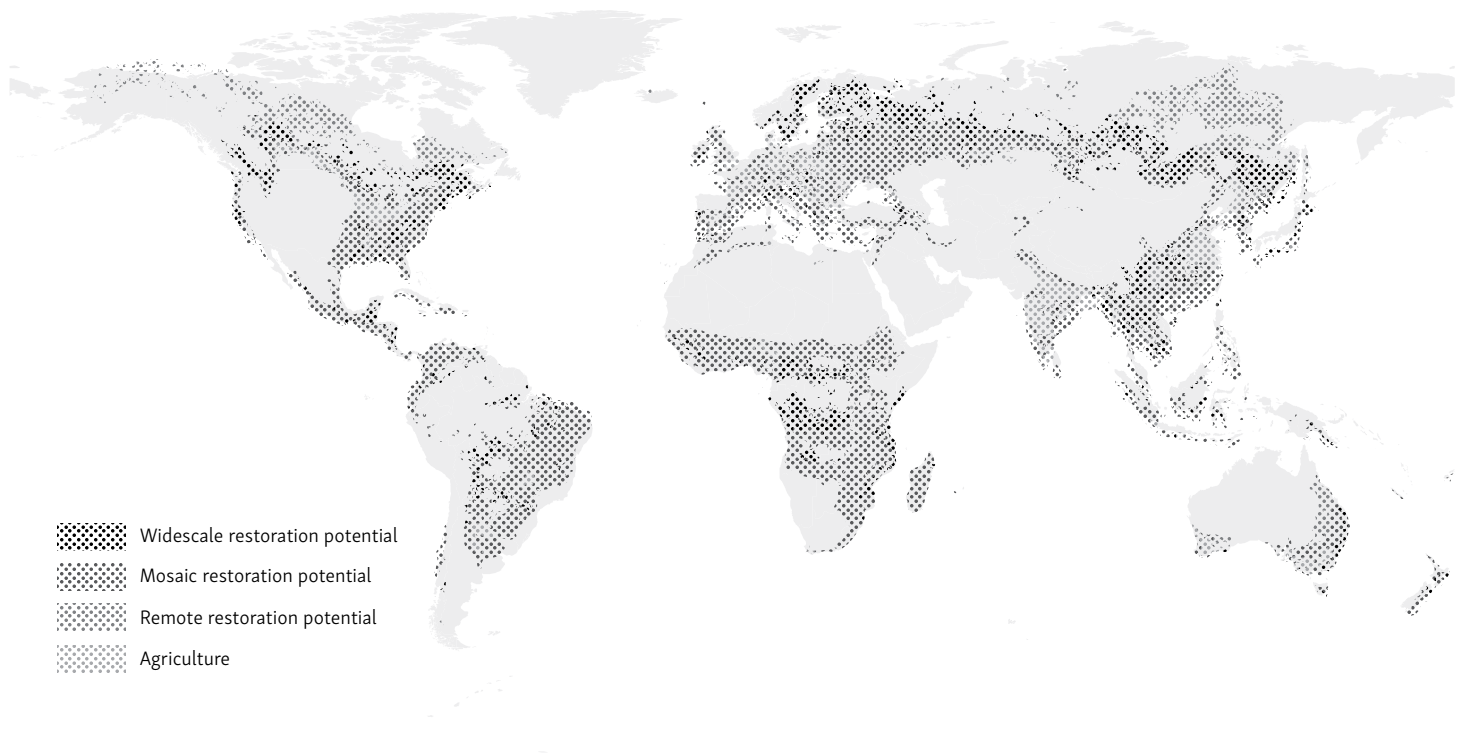 Widescale restoration potential
Mosaic restoration potential
Remote restoration potential
Agriculture